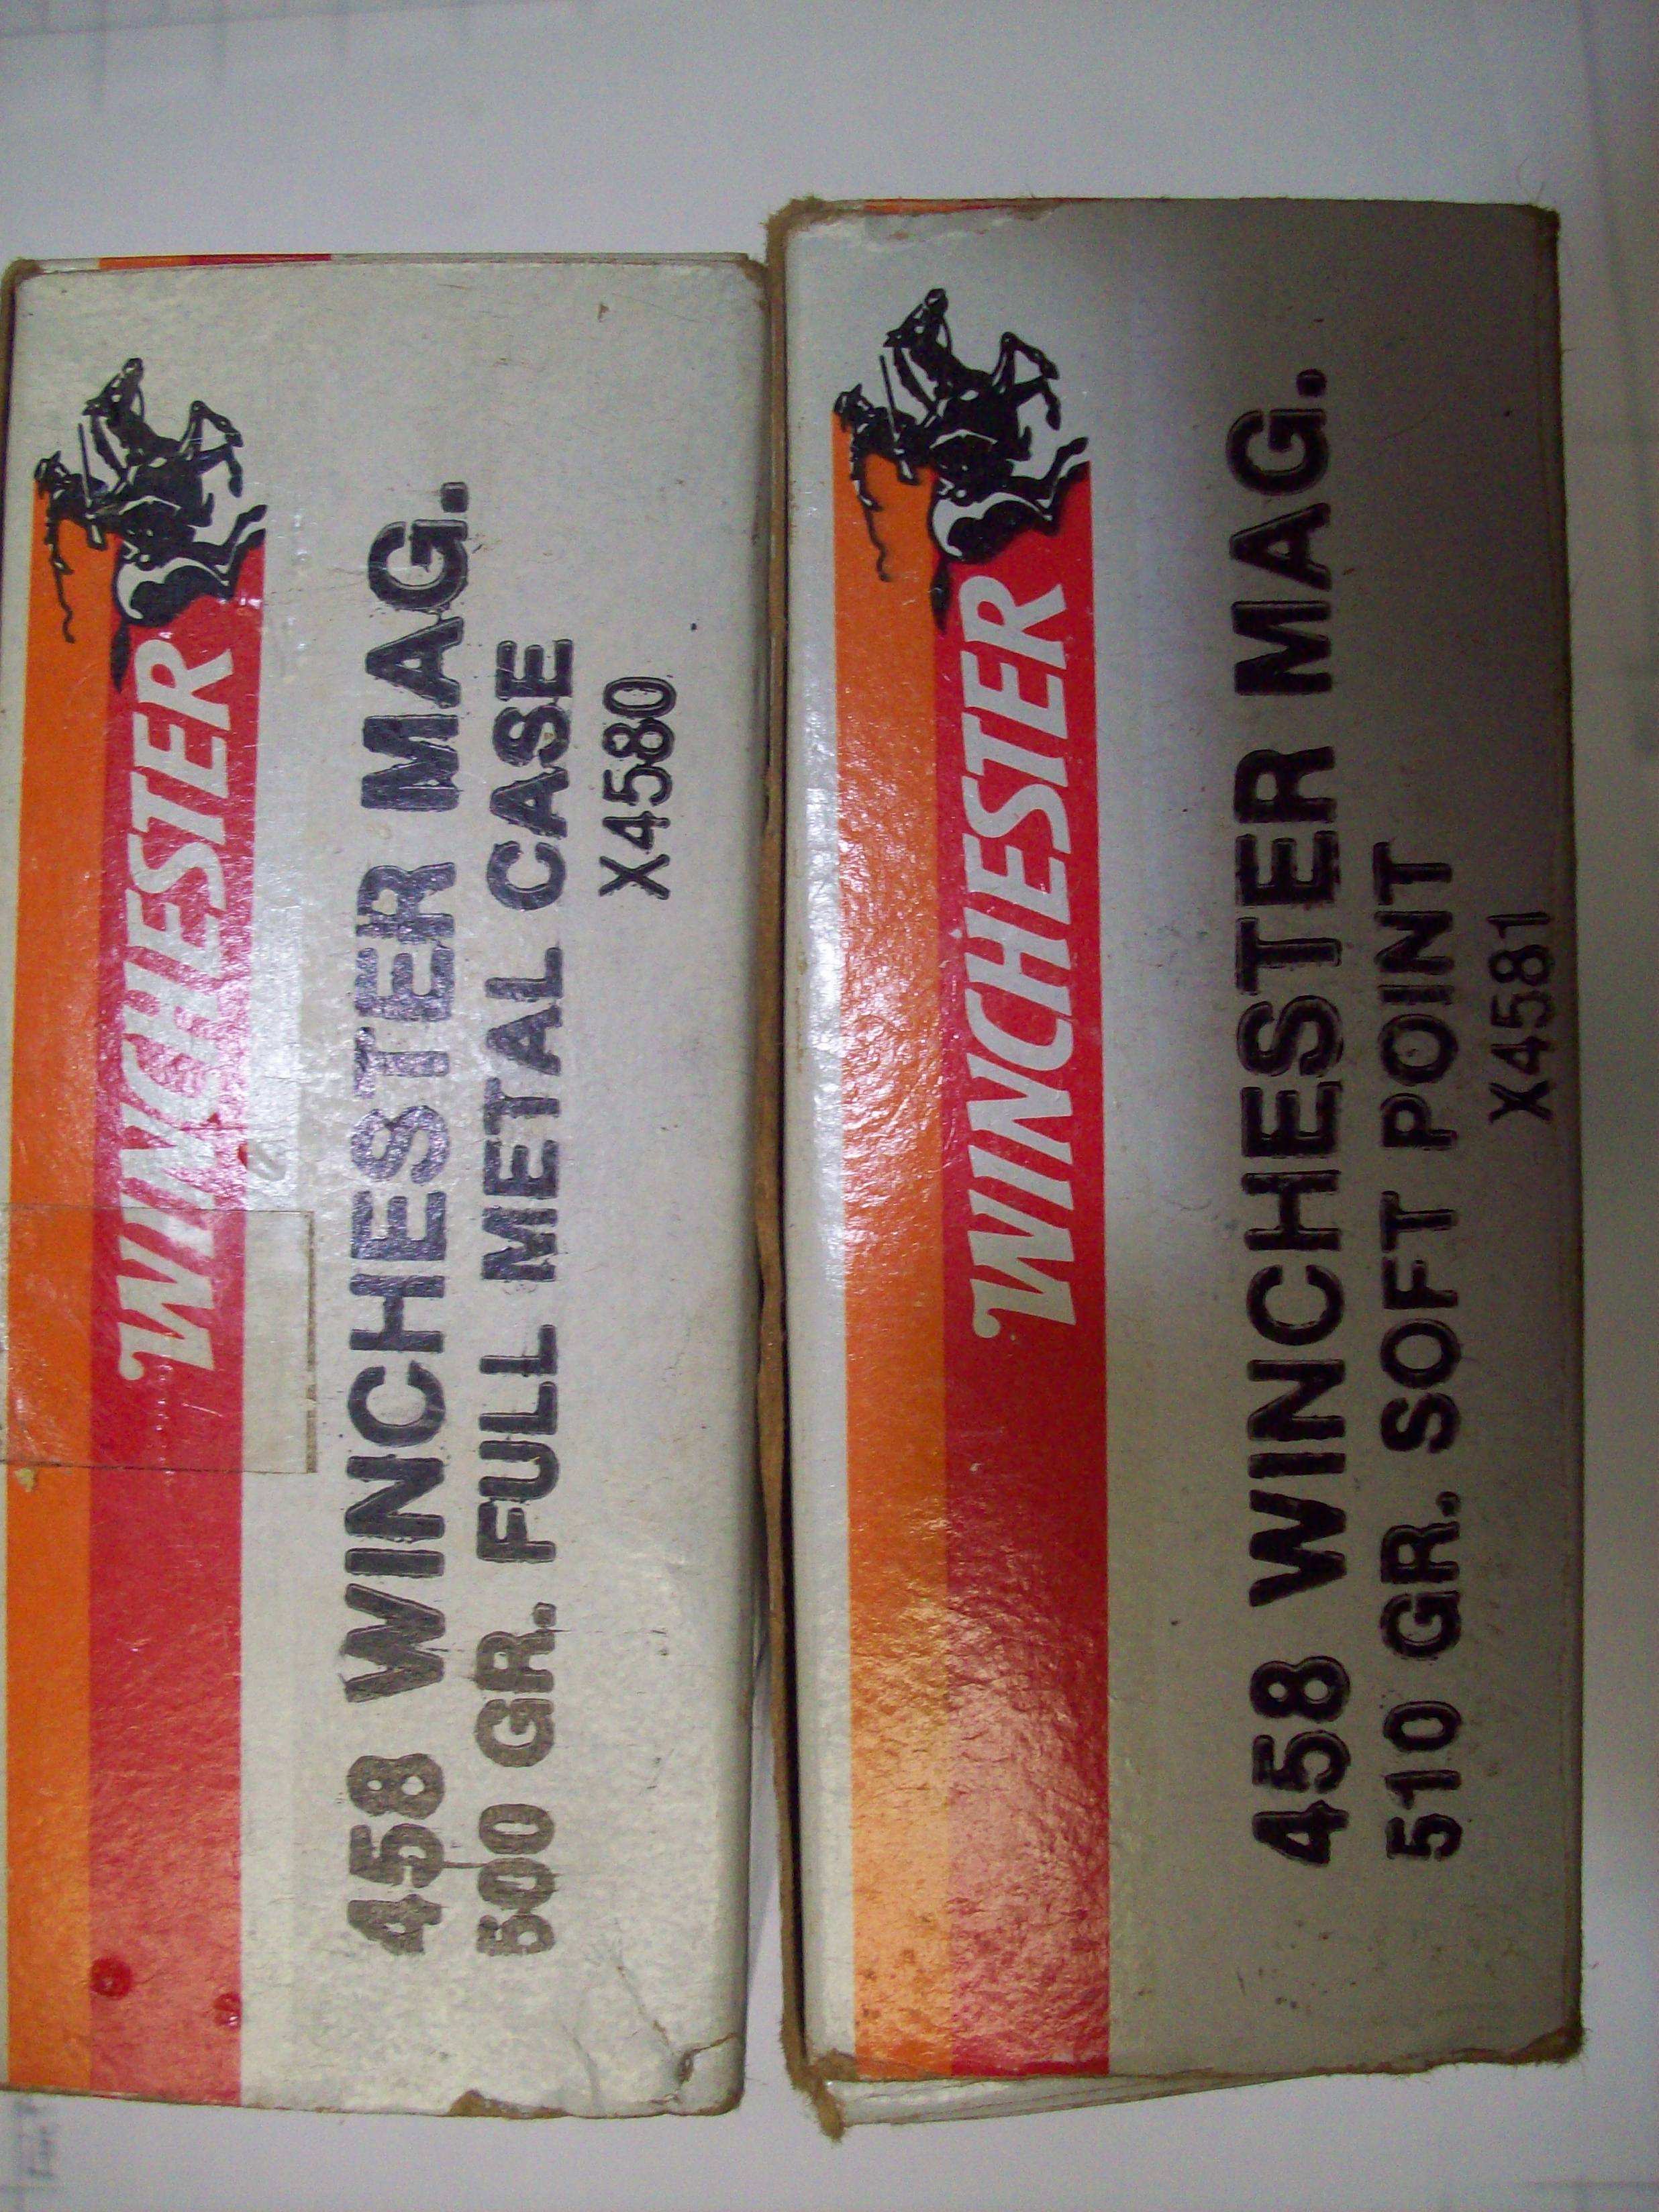 WINCHESTER
458 WINCHESTER MAG.
500 GR. FULL METAL CASE
X4580
WINCHESTER
458 WINCHESTER MAG.
510 GR. SOFT POINT
X4581